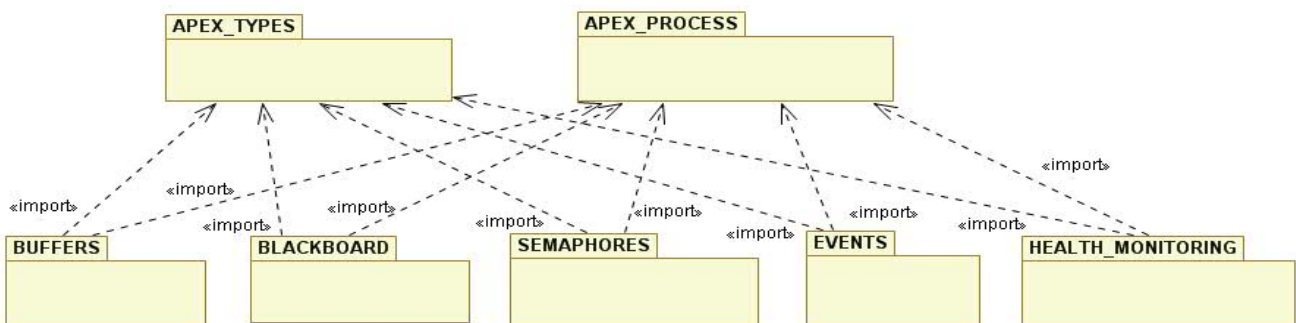 APEX_TYPES
APEX_PROCESS
«import»
«import»
«import»
«import»
«import»
«import»
«import»
«import»
«import»
«import»
BUFFERS
BLACKBOARD
SEMAPHORES
EVENTS
HEALTH_MONITORING